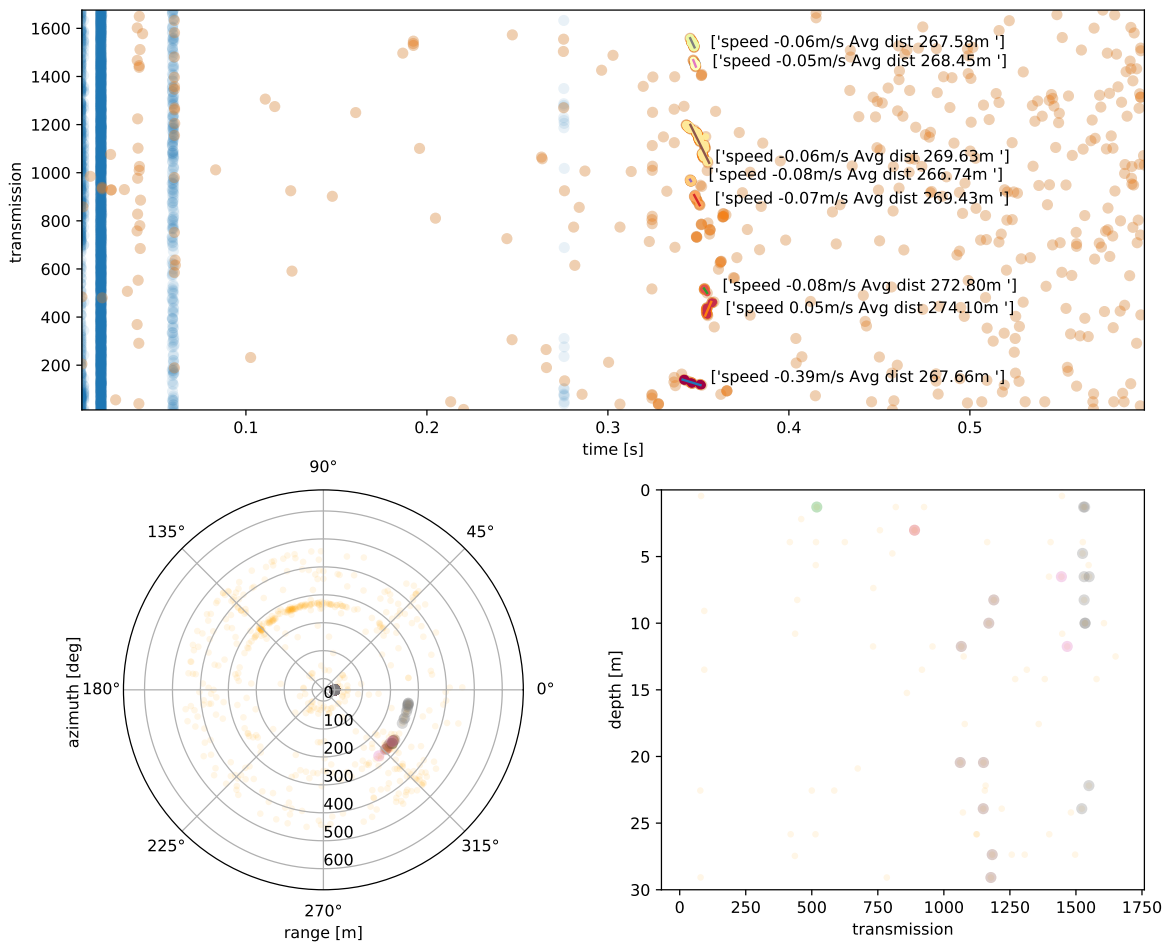 1600
1400
1200
1000
800
600
400
200
transmission
['speed -0.06m/s Avg dist 267.58m ']
['speed -0.05m/s Avg dist 268.45m ']
['speed -0.06m/s Avg dist 269.63m ']
['speed -0.08m/s Avg dist 266.74m ']
['speed -0.07m/s Avg dist 269.43m ']
['speed -0.08m/s Avg dist 272.80m ']
['speed 0.05m/s Avg dist 274.10m ']
['speed -0.39m/s Avg dist 267.66m ']
0.1 0.2 0.3 0.4 0.5
time [s]
90°
135° 45°
180° 0°
225° 315°
270°
0
100
200
300
400
500
600
azimuth [deg]
range [m]
0
5
10
15
20
25
30
depth [m]
0 250 500 750 1000 1250 1500 1750
transmission